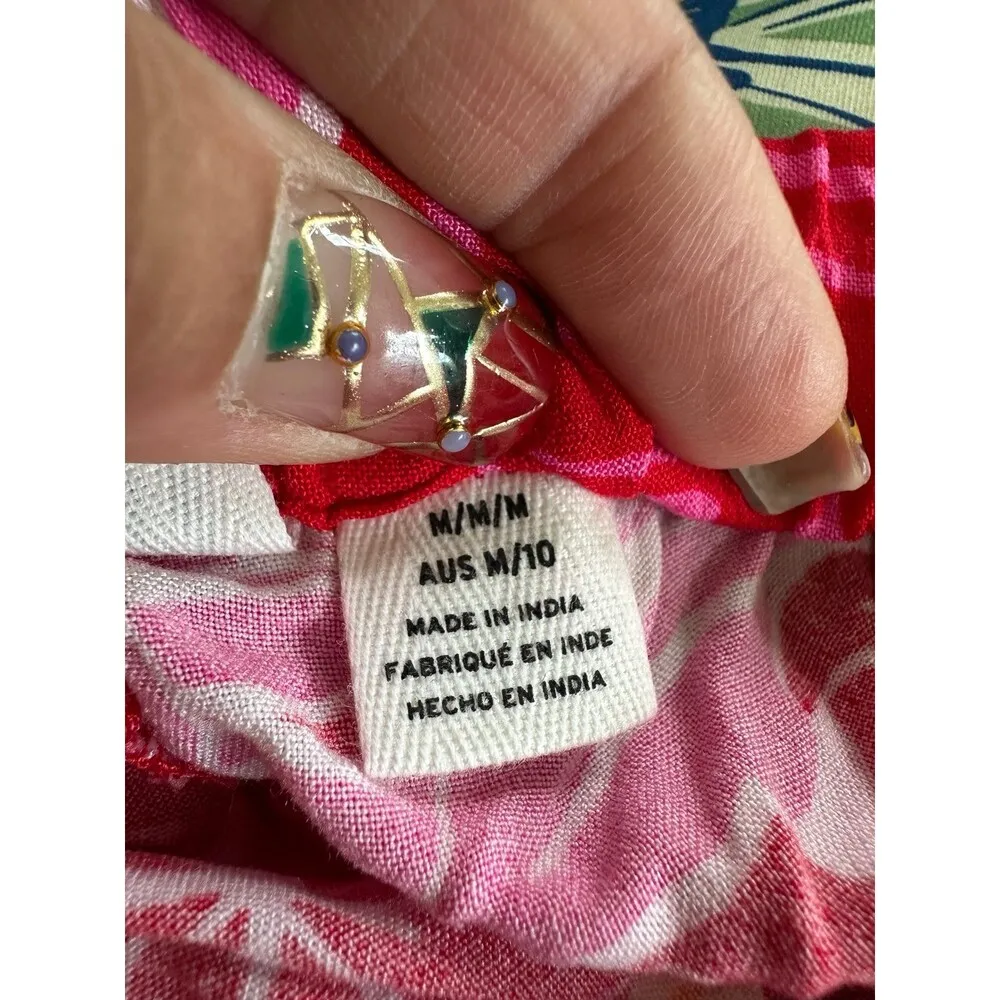 M/M/M
AUS M/10
MADE IN INDIA
FABRIQUÉ EN INDE
HECHO EN INDIA